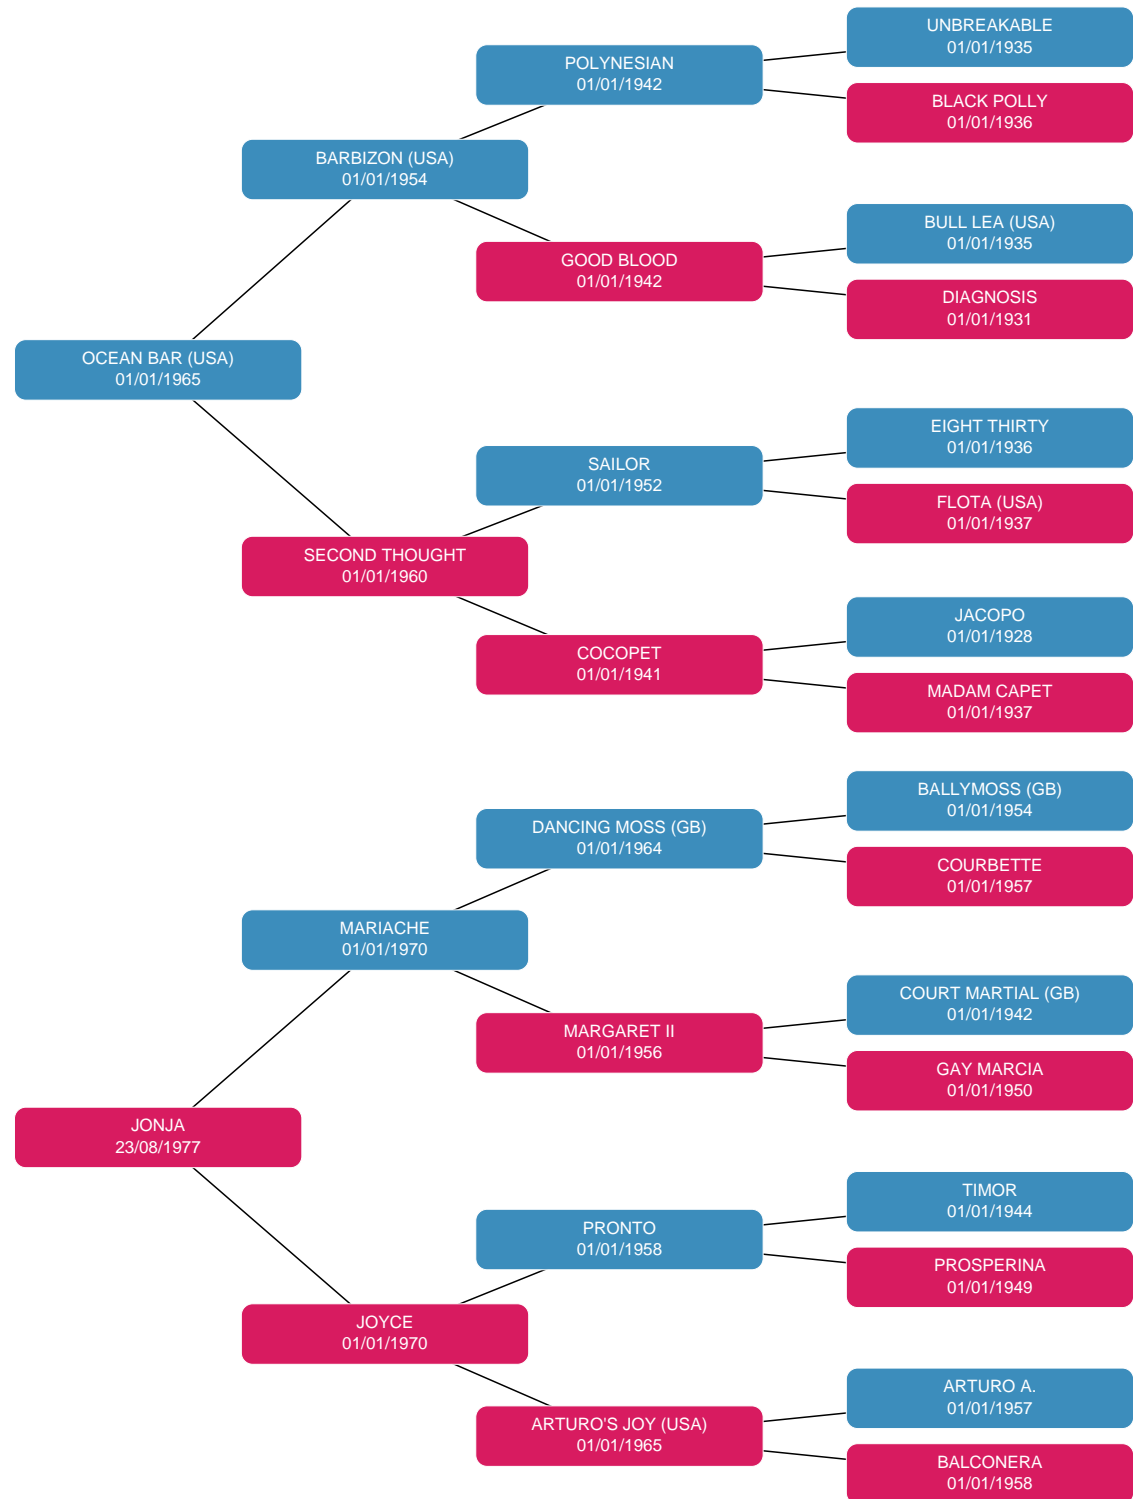 UNBREAKABLE
01/01/1935
POLYNESIAN
01/01/1942
BLACK POLLY
01/01/1936
BARBIZON (USA)
01/01/1954
BULL LEA (USA)
01/01/1935
GOOD BLOOD
01/01/1942
DIAGNOSIS
01/01/1931
OCEAN BAR (USA)
01/01/1965
EIGHT THIRTY
01/01/1936
SAILOR
01/01/1952
FLOTA (USA)
01/01/1937
SECOND THOUGHT
01/01/1960
JACOPO
01/01/1928
COCOPET
01/01/1941
MADAM CAPET
01/01/1937
BALLYMOSS (GB)
01/01/1954
DANCING MOSS (GB)
01/01/1964
COURBETTE
01/01/1957
MARIACHE
01/01/1970
COURT MARTIAL (GB)
01/01/1942
MARGARET II
01/01/1956
GAY MARCIA
01/01/1950
JONJA
23/08/1977
TIMOR
01/01/1944
PRONTO
01/01/1958
PROSPERINA
01/01/1949
JOYCE
01/01/1970
ARTURO A.
01/01/1957
ARTURO'S JOY (USA)
01/01/1965
BALCONERA
01/01/1958